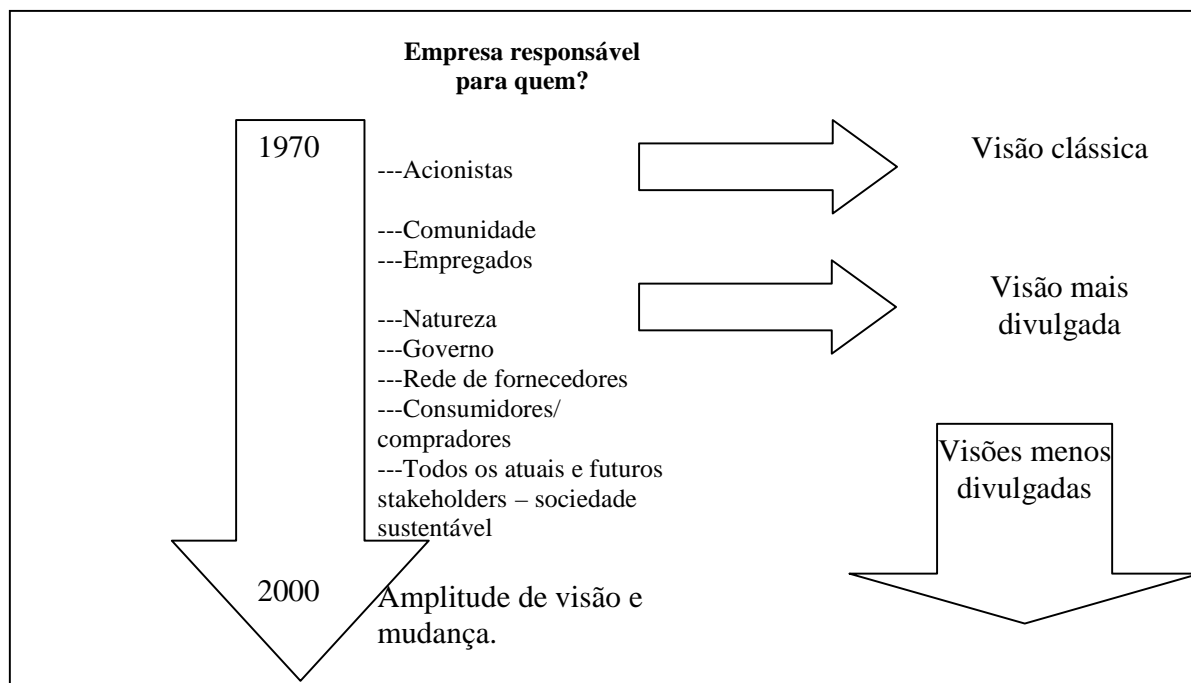 Empresa responsável
para quem?
1970
---Acionistas
Visão clássica
---Comunidade
---Empregados
Visão mais
divulgada
---Natureza
---Governo
---Rede de fornecedores
---Consumidores/
compradores
---Todos os atuais e futuros
stakeholders – sociedade
sustentável
Visões menos
divulgadas
2000
Amplitude de visão e
mudança.